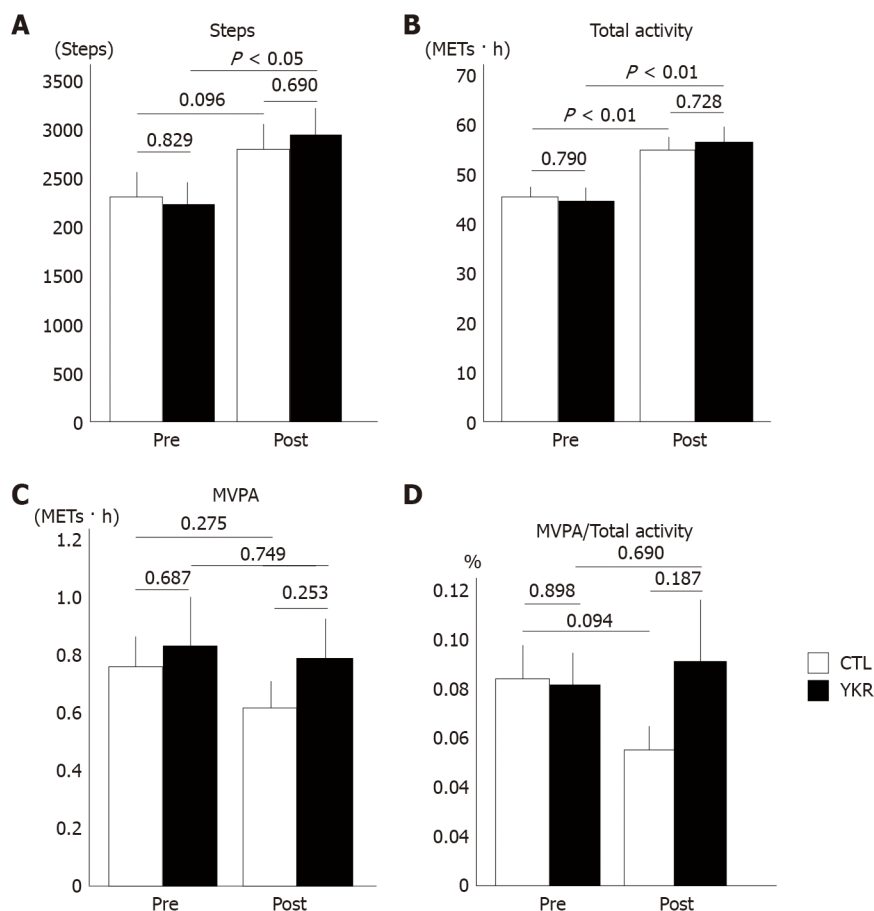 A
Steps
(Steps)
P < 0.05
3500
0.690
0.096
3000
0.829
2500
200
1500
1000
500
0
Pre
Post
B
Total activity
(METs · h)
P < 0.01
70
0.728
P < 0.01
60
0.790
50
40
30
20
10
0
Pre
Post
C
MVPA
(METs · h)
0.275
1.2
0.749
0.687
0.253
1.0
0.8
0.6
0.4
0.2
0
Pre
Post
D
MVPA/Total activity
%
0.690
0.12
0.898
0.187
0.094
0.10
0.08
0.06
0.04
0.04
0
Pre
Post
CTL
YKR